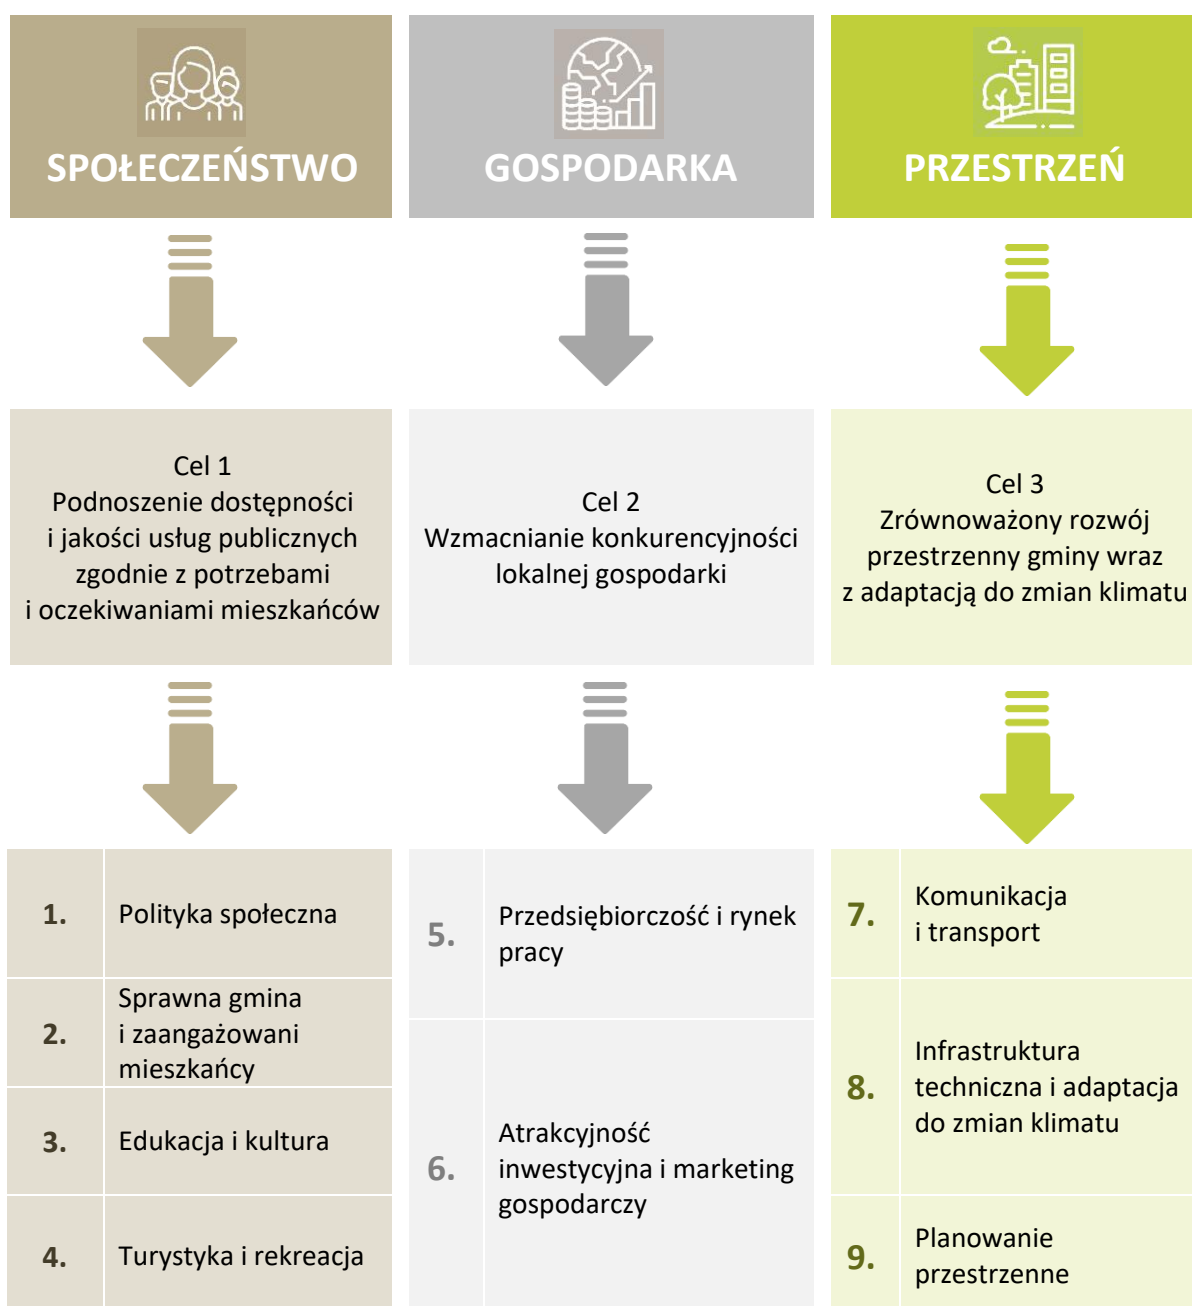 SPOŁECZEŃSTWO
GOSPODARKA
PRZESTRZEŃ
Cel 1
Podnoszenie dostępności
i jakości usług publicznych
zgodnie z potrzebami
i oczekiwaniami mieszkańców
Cel 2
Wzmacnianie konkurencyjności
lokalnej gospodarki
Cel 3
Zrównoważony rozwój
przestrzenny gminy wraz
z adaptacją do zmian klimatu
1.
Polityka społeczna
2.
Sprawna gmina
i zaangażowani
mieszkańcy
3.
Edukacja i kultura
4.
Turystyka i rekreacja
5.
Przedsiębiorczość i rynek
pracy
6.
Atrakcyjność
inwestycyjna i marketing
gospodarczy
7.
Komunikacja
i transport
8.
Infrastruktura
techniczna i adaptacja
do zmian klimatu
9.
Planowanie
przestrzenne